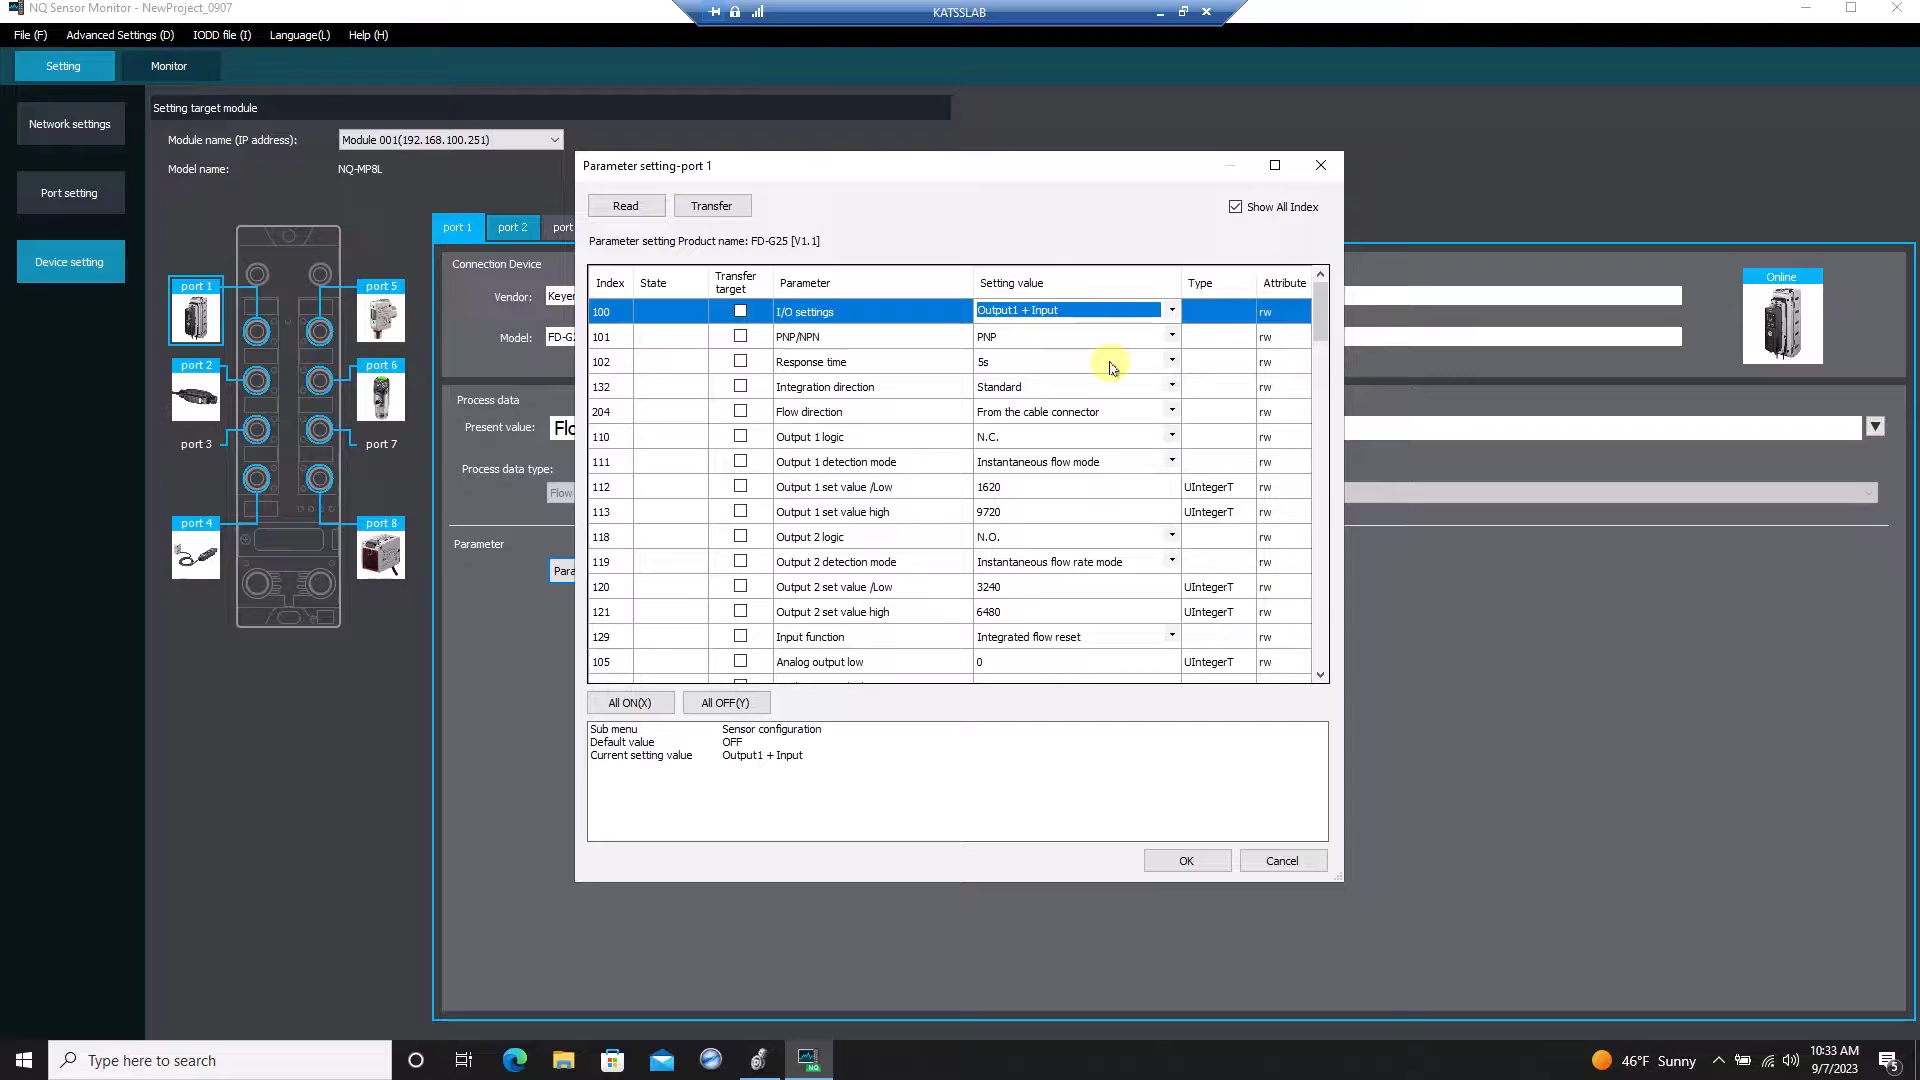 NQ Sensor Monitor - NewProject_0907
KATSSLAB
File (F) Advanced Settings (D) IODD file (I) Language(L) Help (H)
Setting Monitor
Network settings
Port setting
Device setting
Setting target module
Module name (IP address): Module 001(192.168.100.251)
Model name: NQ-MP8L
port 1
port 2
port 3
port 4
port 5
port 6
port 7
port 8
port 1 port 2 port
Connection Device
Vendor: Keyen
Model: FD-G2
Online
Process data
Present value: Flo
Process data type:
Flow
Parameter
Para
Parameter setting-port 1
Read Transfer Show All Index
Parameter setting Product name: FD-G25 [V1.1]
Index State Transfer target Parameter Setting value Type Attribute
100 I/O settings Output1 + Input rw
101 PNP/NPN PNP rw
102 Response time 5s rw
132 Integration direction Standard rw
204 Flow direction From the cable connector rw
110 Output 1 logic N.C. rw
111 Output 1 detection mode Instantaneous flow mode rw
112 Output 1 set value /Low 1620 UIntegerT rw
113 Output 1 set value high 9720 UIntegerT rw
118 Output 2 logic N.O. rw
119 Output 2 detection mode Instantaneous flow rate mode rw
120 Output 2 set value /Low 3240 UIntegerT rw
121 Output 2 set value high 6480 UIntegerT rw
129 Input function Integrated flow reset rw
105 Analog output low 0 UIntegerT rw
All ON(X) All OFF(Y)
Sub menu Sensor configuration
Default value OFF
Current setting value Output1 + Input
OK Cancel
Type here to search
NQ
46°F Sunny
10:33 AM
9/7/2023
5